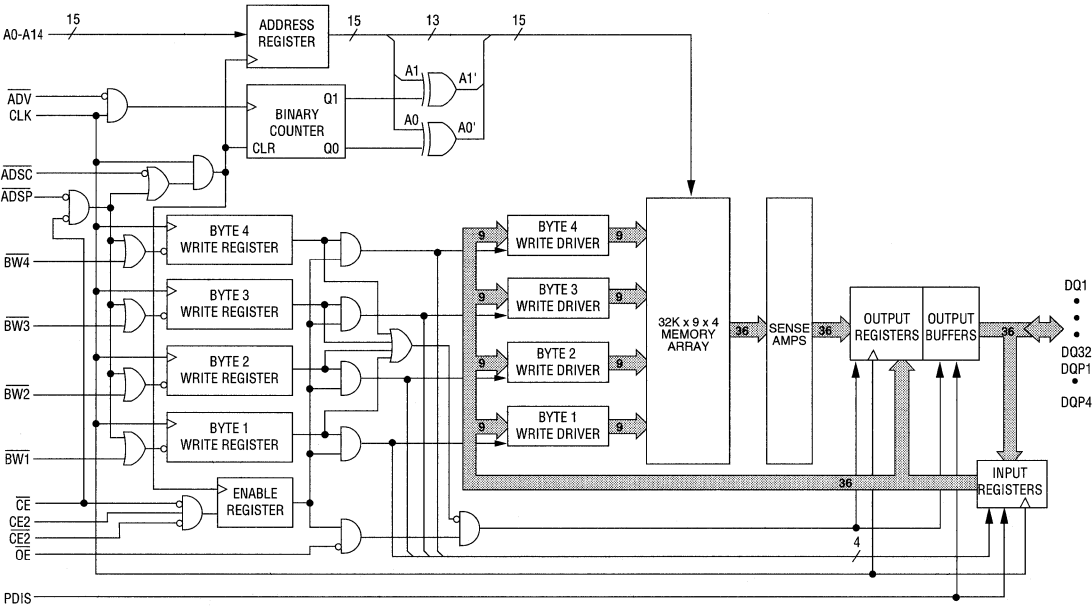 15
13
15
15
A0-A14
ADDRESS
REGISTER
A1
A1'
ADV
CLK
Q1
BINARY
COUNTER
A0
A0'
CLR
Q0
ADSC
ADSP
BYTE 4
WRITE REGISTER
9
BYTE 4
WRITE DRIVER
9
BW4
BYTE 3
WRITE REGISTER
9
BYTE 3
WRITE DRIVER
9
BW3
32K x 9 x 4
MEMORY
ARRAY
36
SENSE
AMPS
36
OUTPUT
REGISTERS
OUTPUT
BUFFERS
36
DQ1
DQ32
DQP1
DQP4
BYTE 2
WRITE REGISTER
9
BYTE 2
WRITE DRIVER
9
BW2
BYTE 1
WRITE REGISTER
9
BYTE 1
WRITE DRIVER
9
BW1
36
INPUT
REGISTERS
CE
CE2
CE2
OE
ENABLE
REGISTER
4
PDIS